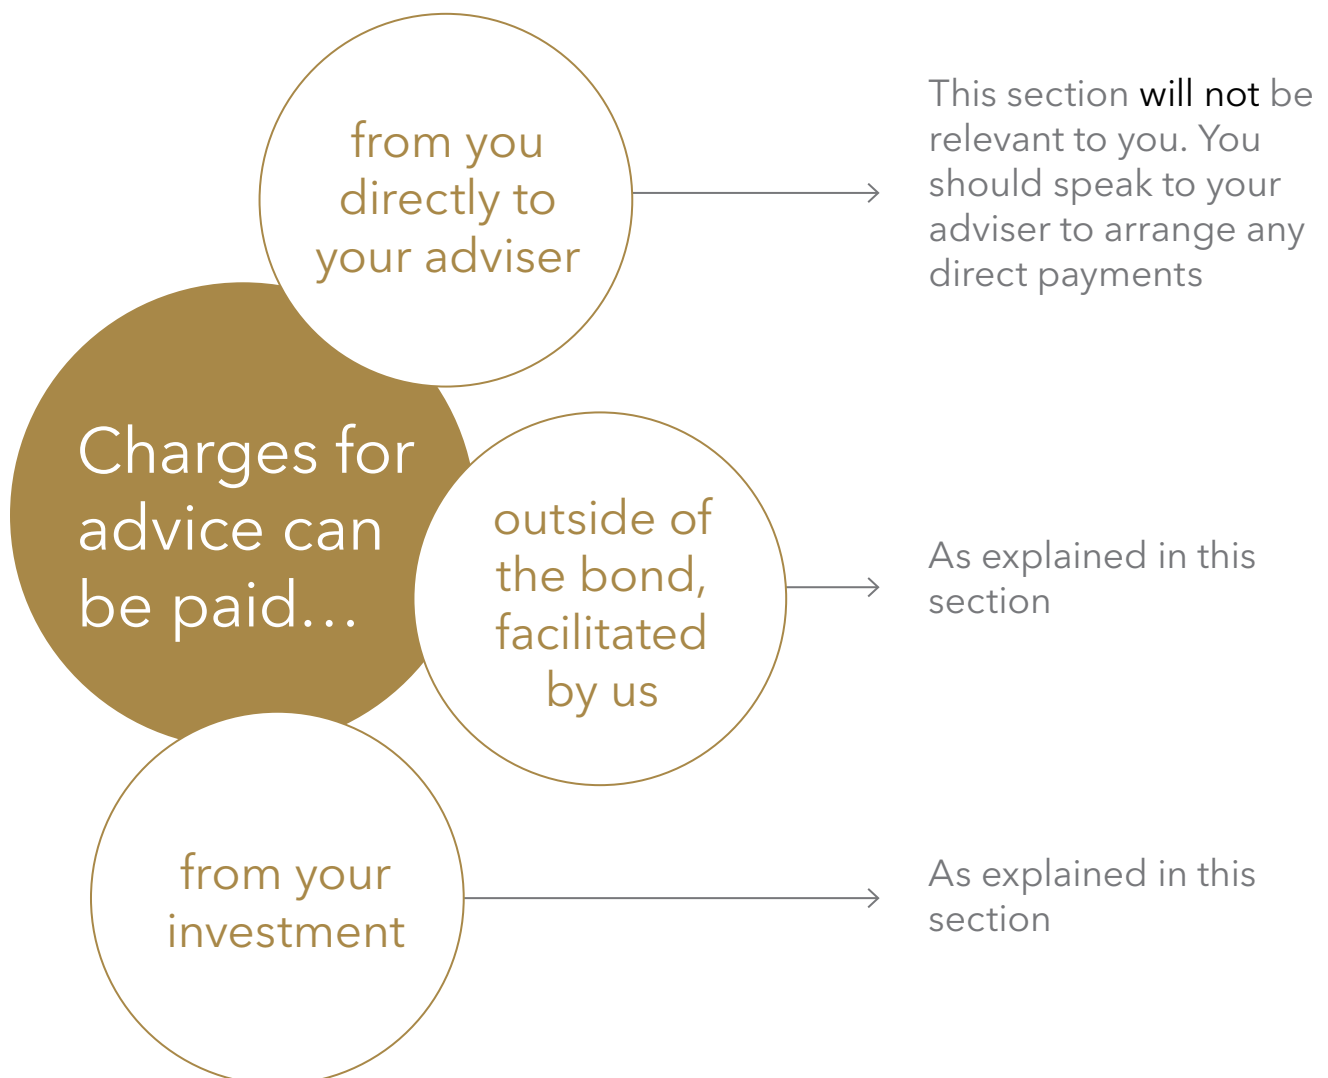 Charges for
advice can
be paid…
from you
directly to
your adviser
This section will not be
relevant to you. You
should speak to your
adviser to arrange any
direct payments
outside of
the bond,
facilitated
by us
As explained in this
section
from your
investment
As explained in this
section